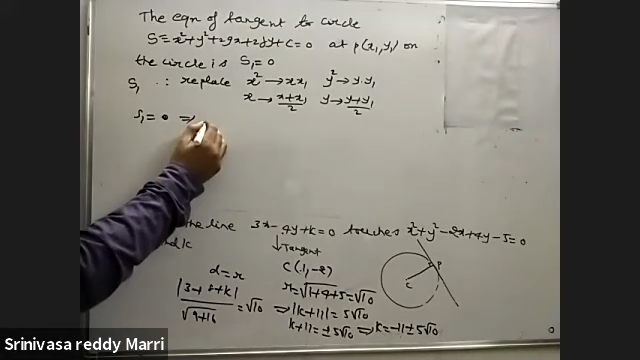 The eqn of tangent to circle
S≡x²+y²+2gx+2fy+c=0 at p(x₁,y₁) on
the circle is S₁=0
S₁ ∴ replace x²→xx₁ y²→y.y₁
x→(x+x₁)/2 y→(y+y₁)/2
S₁=0 ⇒
the line 3x-4y+k=0 touches x²+y²-2x+4y-5=0
↓Tangent
d=r C(1,-2)
P
C
r=√(1+4+5)=√10
|3+8+k|/√(9+16)=√10 ⇒|k+11|=5√10
k+11=±5√10 ⇒k=-11±5√10
Srinivasa reddy Marri